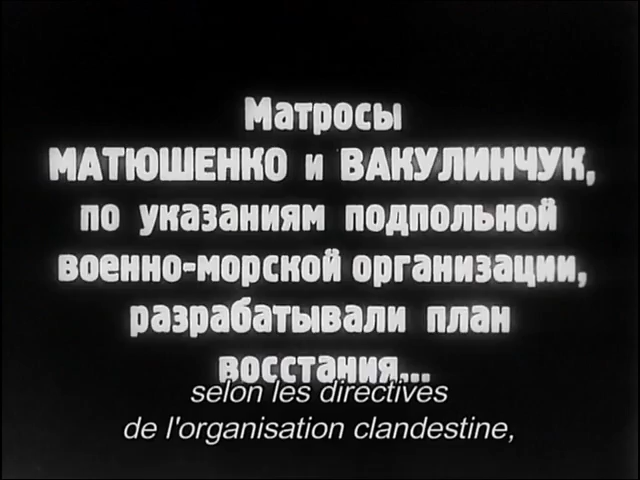 Матросы
МАТЮШЕНКО и ВАКУЛИНЧУК,
по указаниям подпольной
военно-морской организации,
разрабатывали план
восстания...
selon les directives
de l'organisation clandestine,